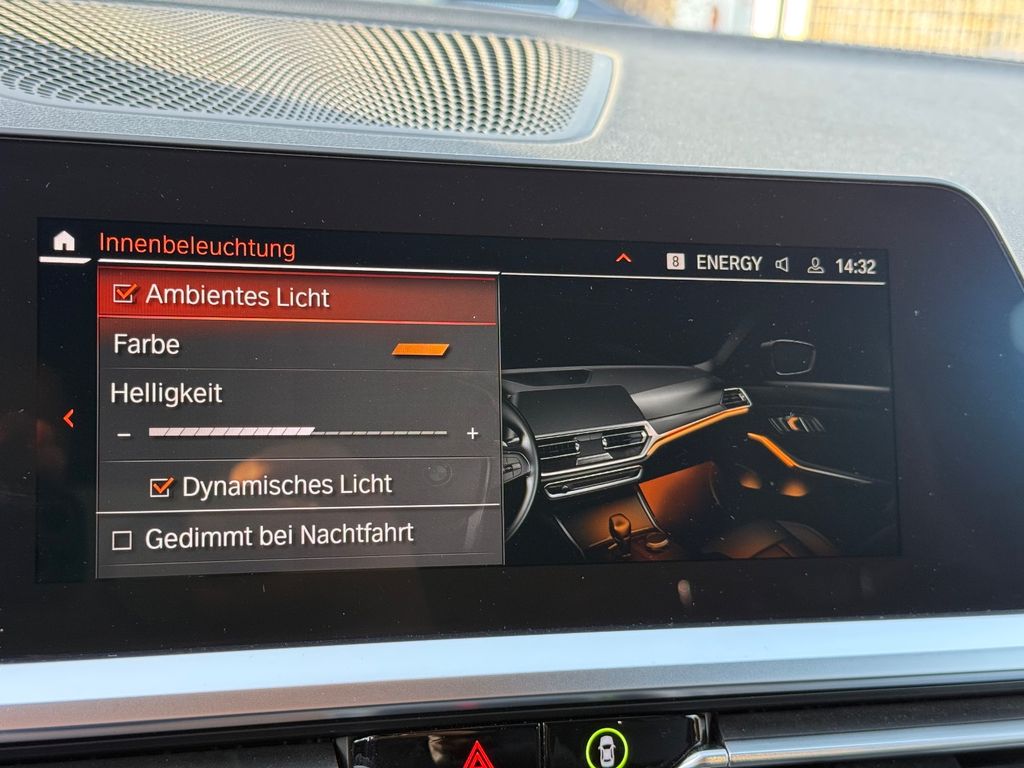 Innenbeleuchtung
8 ENERGY 14:32
Ambientes Licht
Farbe
Helligkeit
− +
Dynamisches Licht
Gedimmt bei Nachtfahrt